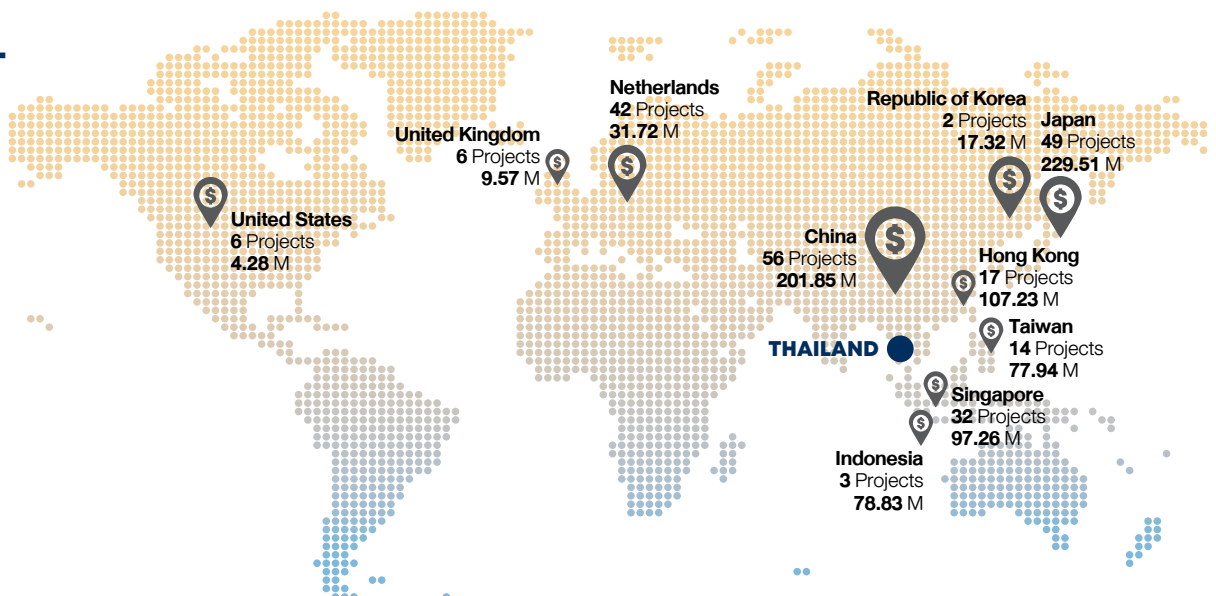 Netherlands
42 Projects
31.72 M
United Kingdom
6 Projects
9.57 M
Republic of Korea
2 Projects
17.32 M
Japan
49 Projects
229.51 M
United States
6 Projects
4.28 M
China
56 Projects
201.85 M
Hong Kong
17 Projects
107.23 M
Taiwan
14 Projects
77.94 M
THAILAND
Singapore
32 Projects
97.26 M
Indonesia
3 Projects
78.83 M